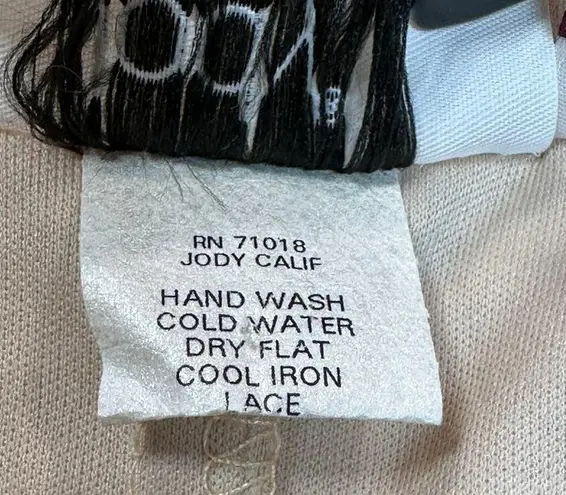 RN 71018
JODY CALIF
HAND WASH
COLD WATER
DRY FLAT
COOL IRON
LACE